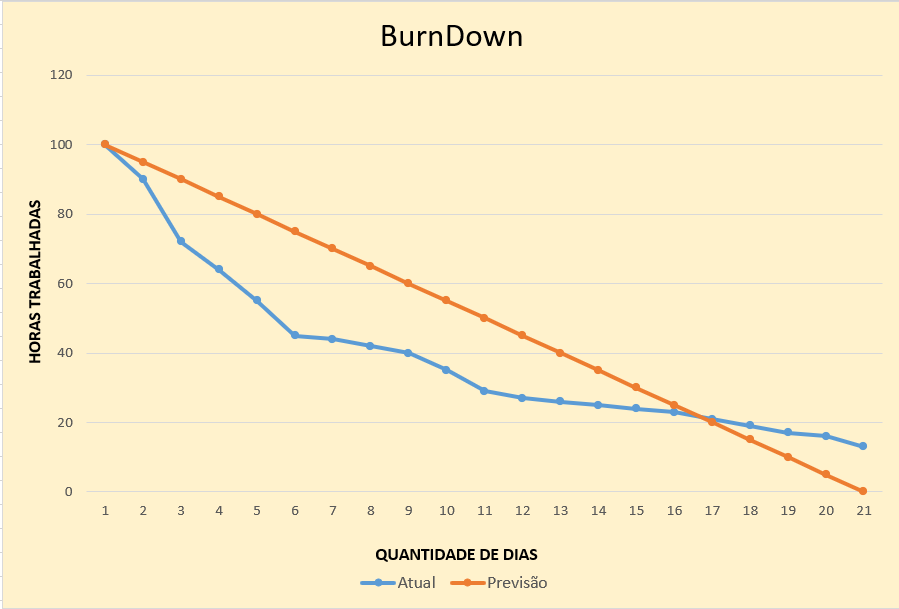 BurnDown
120
100
80
60
40
20
0
HORAS TRABALHADAS
1 2 3 4 5 6 7 8 9 10 11 12 13 14 15 16 17 18 19 20 21
QUANTIDADE DE DIAS
Atual Previsão